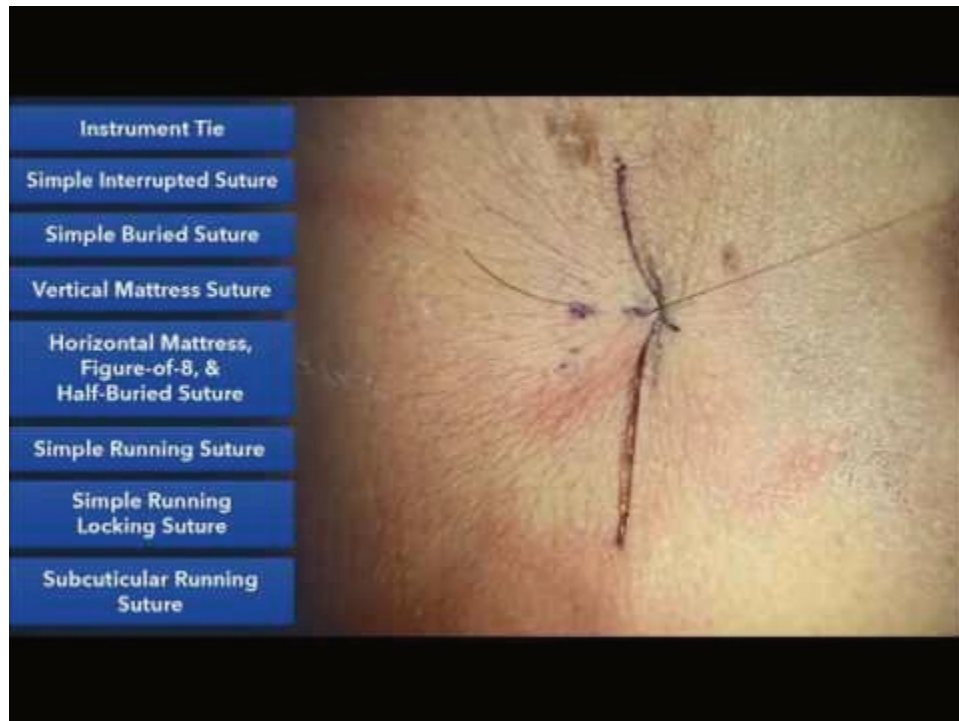 Instrument Tie
Simple Interrupted Suture
Simple Buried Suture
Vertical Mattress Suture
Horizontal Mattress,
Figure-of-8, &
Half-Buried Suture
Simple Running Suture
Simple Running
Locking Suture
Subcuticular Running
Suture